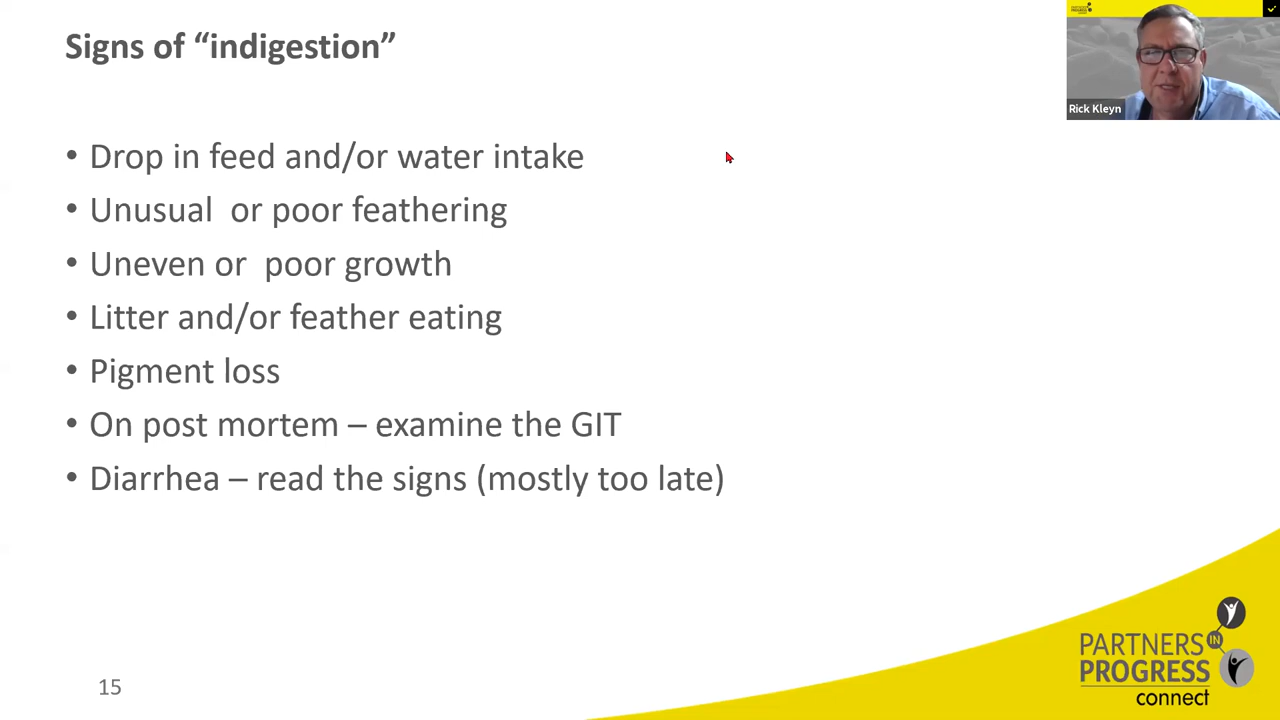 Signs of “indigestion”
• Drop in feed and/or water intake
• Unusual  or poor feathering
• Uneven or  poor growth
• Litter and/or feather eating
• Pigment loss
• On post mortem – examine the GIT
• Diarrhea – read the signs (mostly too late)
15
Rick Kleyn
PARTNERS
IN
PROGRESS
connect